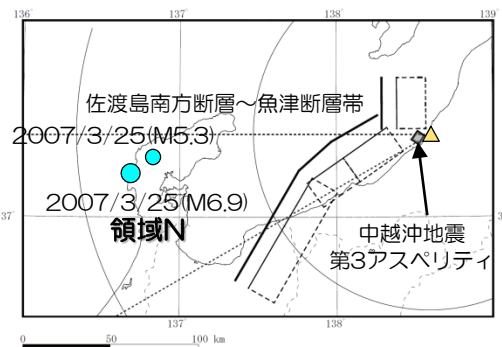 136° 137° 138° 139°
佐渡島南方断層～魚津断層帯
2007/3/25(M5.3)
2007/3/25(M6.9)
領域N
37° 37°
中越沖地震
第3アスペリティ
137° 138°
0 50 100 km